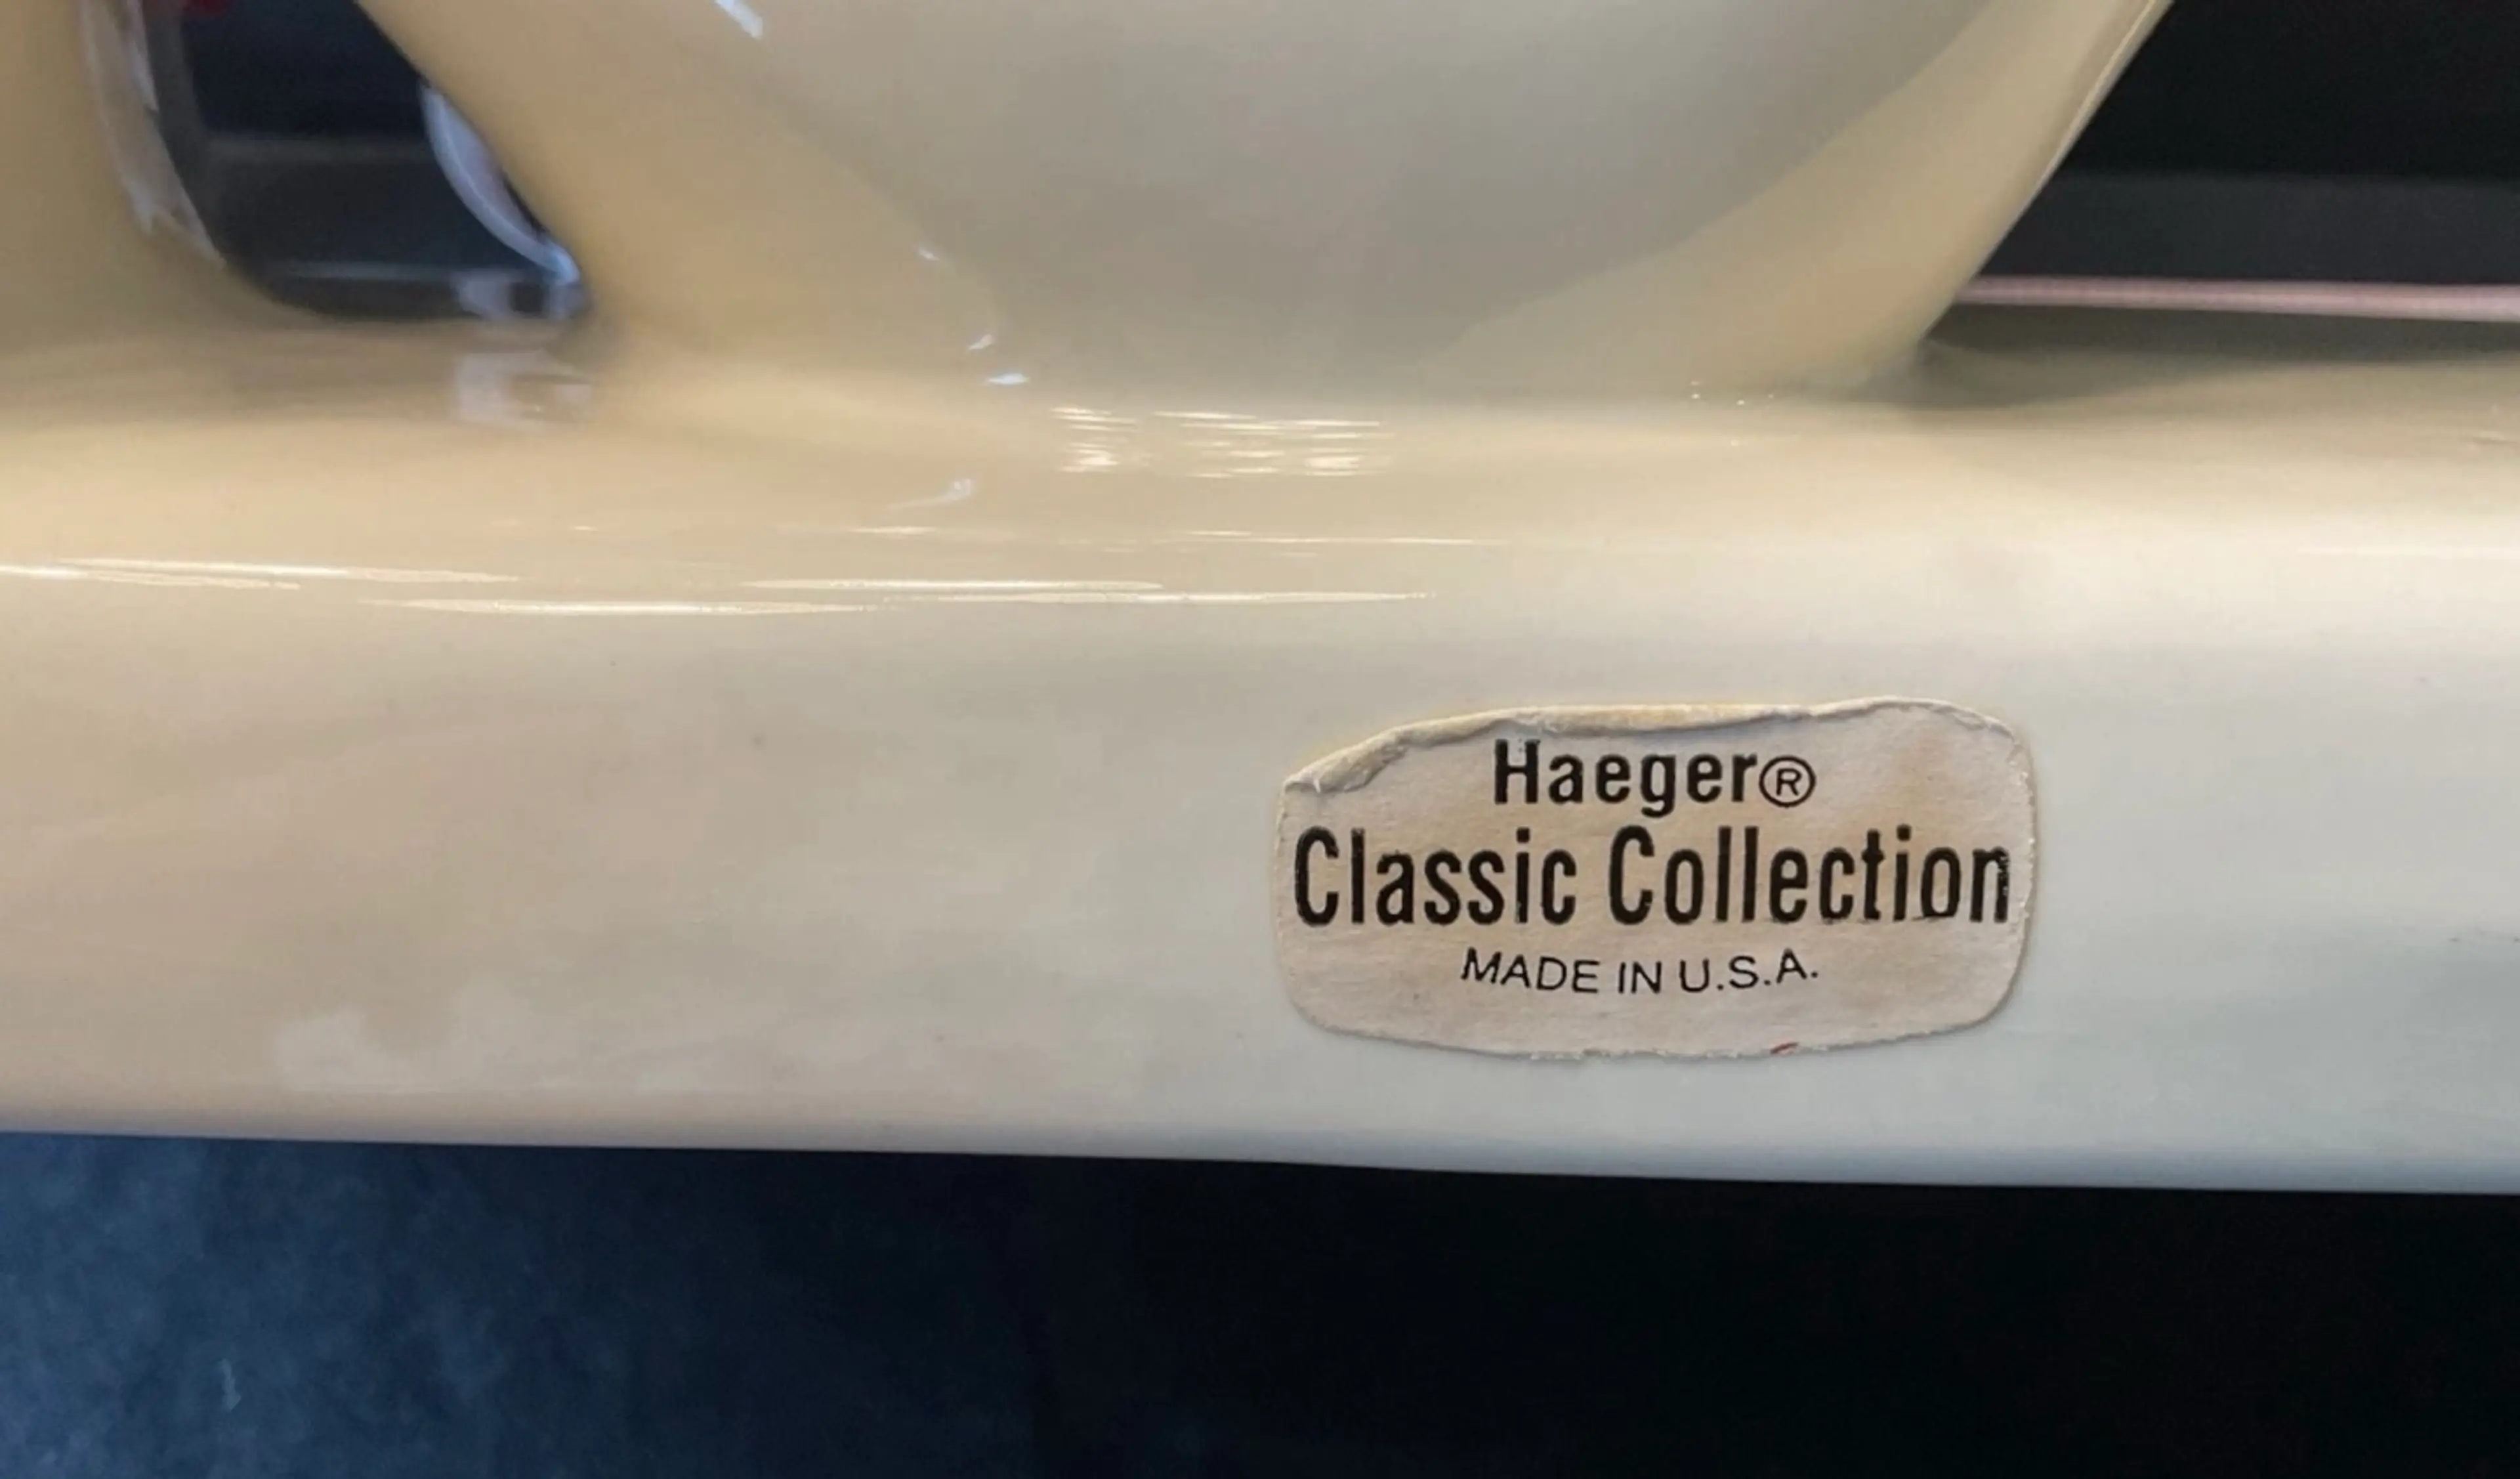 Haeger®
Classic Collection
MADE IN U.S.A.